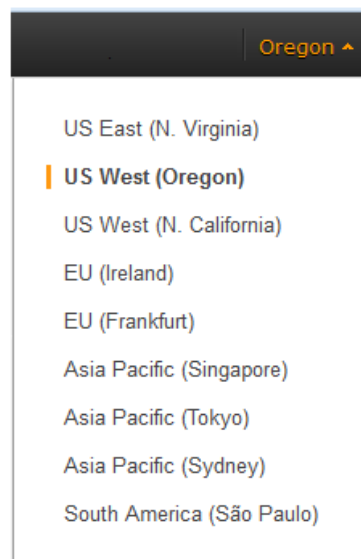 Oregon
US East (N. Virginia)
US West (Oregon)
US West (N. California)
EU (Ireland)
EU (Frankfurt)
Asia Pacific (Singapore)
Asia Pacific (Tokyo)
Asia Pacific (Sydney)
South America (São Paulo)